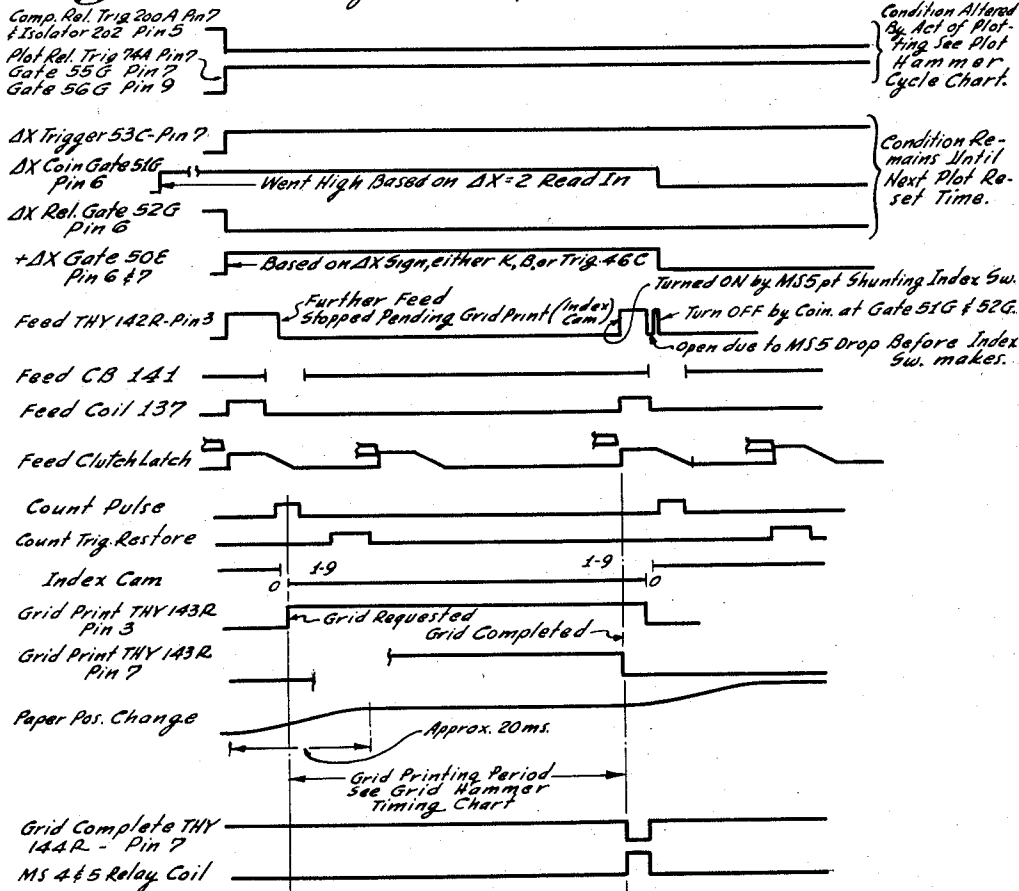 Comp. Rel. Trig 200A Pin 7
& Isolator 202 Pin 5
Plot Rel. Trig 74A Pin 7
Gate 55G Pin 7
Gate 56G Pin 9
Condition Altered
By Act of Plot-
ting See Plot
Hammer
Cycle Chart.
ΔX Trigger 53C-Pin 7
ΔX Coin Gate 51G
Pin 6
Went High Based on ΔX=2 Read In
ΔX Rel. Gate 52G
Pin 6
Condition Re-
mains Until
Next Plot Re-
set Time.
+ΔX Gate 50E
Pin 6 & 7
Based on ΔX Sign, either K, B, or Trig. 46C
Turned ON by MS5 pt Shunting Index Sw.
Feed THY 142R-Pin 3
Further Feed
Stopped Pending Grid Print (Index
Cam)
Turn OFF by Coin. at Gate 51G & 52G.
Open due to MS5 Drop Before Index
Sw. makes.
Feed CB 141
Feed Coil 137
Feed Clutch Latch
Count Pulse
Count Trig. Restore
Index Cam
0 1-9 1-9 0
Grid Print THY 143R
Pin 3
Grid Requested
Grid Completed
Grid Print THY 143R
Pin 7
Paper Pos. Change
Approx. 20ms.
Grid Printing Period
See Grid Hammer
Timing Chart
Grid Complete THY
144R - Pin 7
MS 4 & 5 Relay Coil